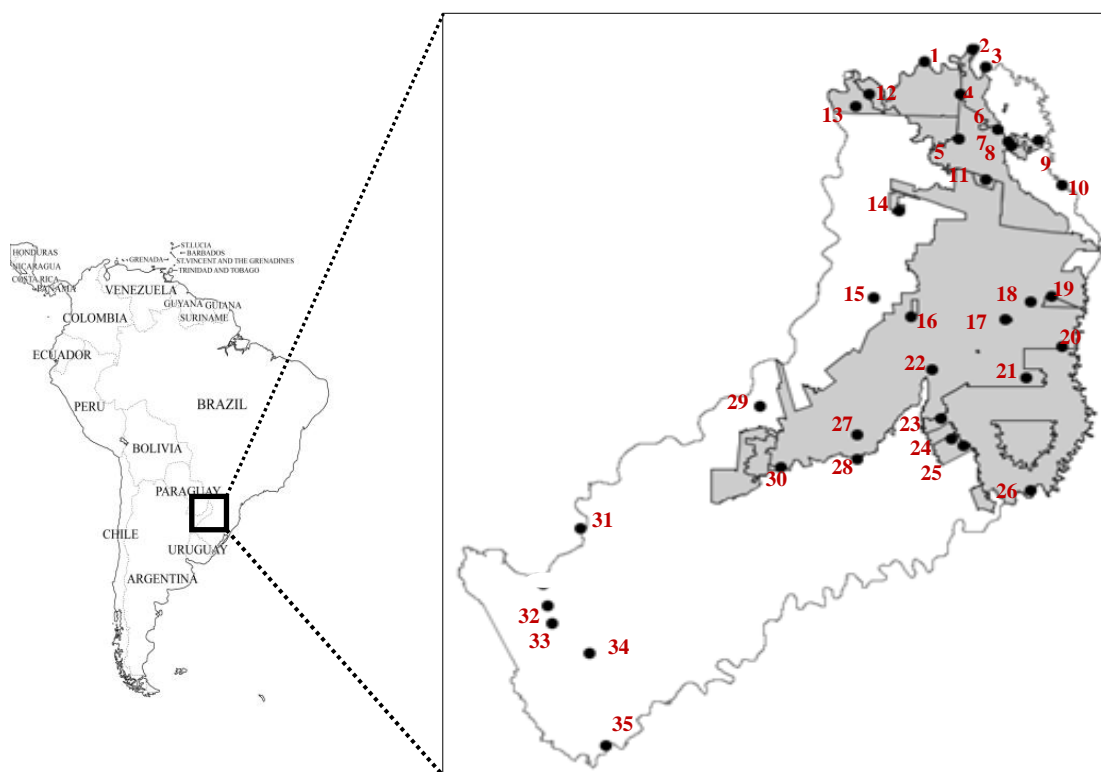 ST.LUCIA
BARBADOS
ST.VINCENT AND THE GRENADINES
GRENADA
TRINIDAD AND TOBAGO
HONDURAS
NICARAGUA
COSTA RICA
PANAMA
VENEZUELA
GUYANA
GUIANA
SURINAME
COLOMBIA
ECUADOR
PERU
BRAZIL
BOLIVIA
PARAGUAY
CHILE
URUGUAY
ARGENTINA
1
2
3
4
5
6
7
8
9
10
11
12
13
14
15
16
17
18
19
20
21
22
23
24
25
26
27
28
29
30
31
32
33
34
35